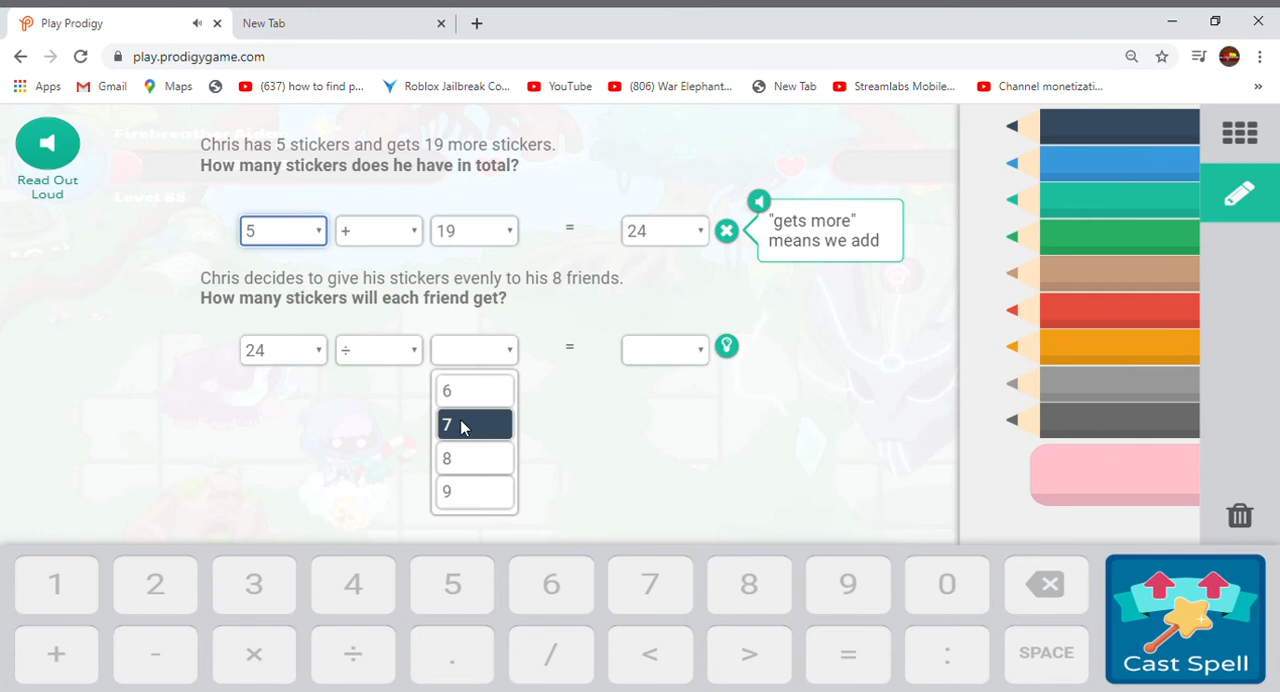 Play Prodigy
New Tab
play.prodigygame.com
Apps Gmail Maps (637) how to find p... Roblox Jailbreak Co... YouTube (806) War Elephant... New Tab Streamlabs Mobile... Channel monetizati... »
Read Out
Loud
Level 88
Chris has 5 stickers and gets 19 more stickers.
How many stickers does he have in total?
5 + 19 = 24
"gets more"
means we add
Chris decides to give his stickers evenly to his 8 friends.
How many stickers will each friend get?
24 ÷ =
6
7
8
9
1 2 3 4 5 6 7 8 9 0
+ - × ÷ . / < > = : SPACE
Cast Spell